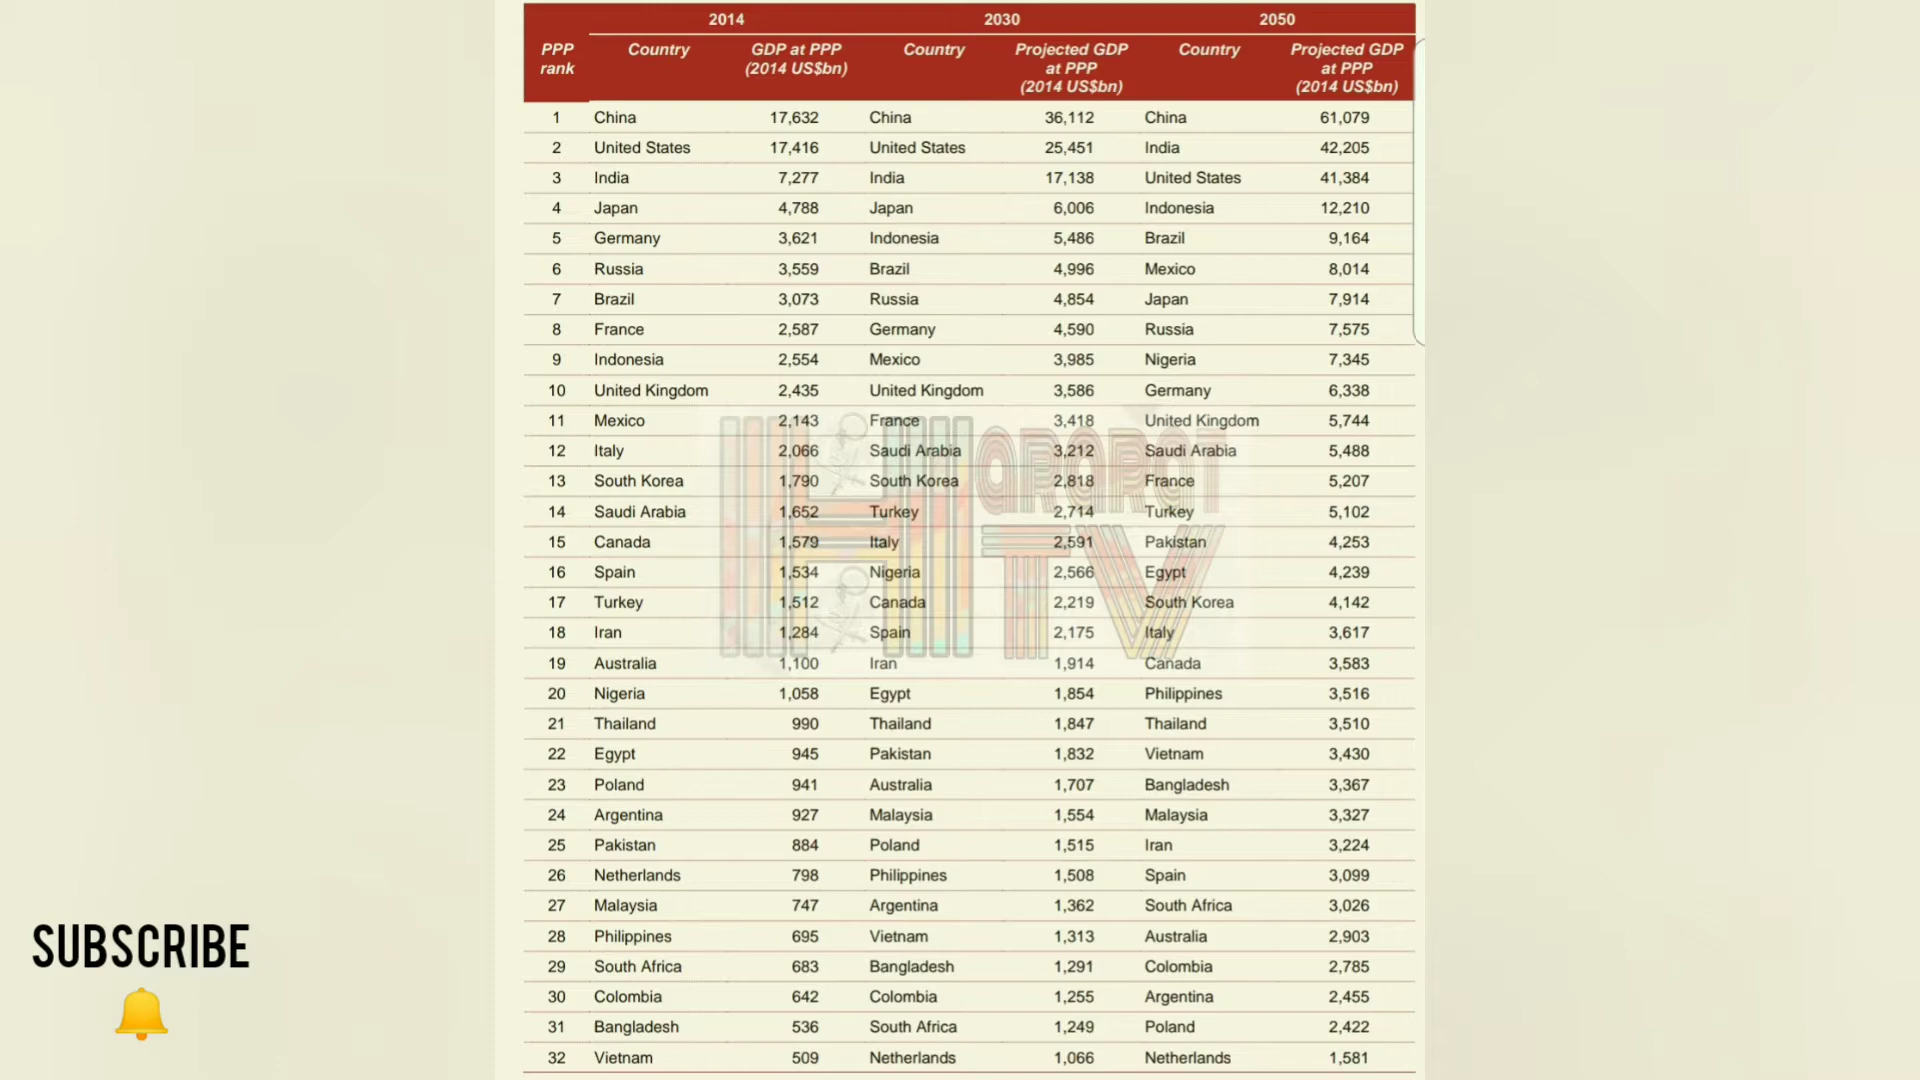 2014 2030 2050
PPP rank Country GDP at PPP (2014 US$bn) Country Projected GDP at PPP (2014 US$bn) Country Projected GDP at PPP (2014 US$bn)
1 China 17,632 China 36,112 China 61,079
2 United States 17,416 United States 25,451 India 42,205
3 India 7,277 India 17,138 United States 41,384
4 Japan 4,788 Japan 6,006 Indonesia 12,210
5 Germany 3,621 Indonesia 5,486 Brazil 9,164
6 Russia 3,559 Brazil 4,996 Mexico 8,014
7 Brazil 3,073 Russia 4,854 Japan 7,914
8 France 2,587 Germany 4,590 Russia 7,575
9 Indonesia 2,554 Mexico 3,985 Nigeria 7,345
10 United Kingdom 2,435 United Kingdom 3,586 Germany 6,338
11 Mexico 2,143 France 3,418 United Kingdom 5,744
12 Italy 2,066 Saudi Arabia 3,212 Saudi Arabia 5,488
13 South Korea 1,790 South Korea 2,818 France 5,207
14 Saudi Arabia 1,652 Turkey 2,714 Turkey 5,102
15 Canada 1,579 Italy 2,591 Pakistan 4,253
16 Spain 1,534 Nigeria 2,566 Egypt 4,239
17 Turkey 1,512 Canada 2,219 South Korea 4,142
18 Iran 1,284 Spain 2,175 Italy 3,617
19 Australia 1,100 Iran 1,914 Canada 3,583
20 Nigeria 1,058 Egypt 1,854 Philippines 3,516
21 Thailand 990 Thailand 1,847 Thailand 3,510
22 Egypt 945 Pakistan 1,832 Vietnam 3,430
23 Poland 941 Australia 1,707 Bangladesh 3,367
24 Argentina 927 Malaysia 1,554 Malaysia 3,327
25 Pakistan 884 Poland 1,515 Iran 3,224
26 Netherlands 798 Philippines 1,508 Spain 3,099
27 Malaysia 747 Argentina 1,362 South Africa 3,026
28 Philippines 695 Vietnam 1,313 Australia 2,903
29 South Africa 683 Bangladesh 1,291 Colombia 2,785
30 Colombia 642 Colombia 1,255 Argentina 2,455
31 Bangladesh 536 South Africa 1,249 Poland 2,422
32 Vietnam 509 Netherlands 1,066 Netherlands 1,581
Hararat
TV
SUBSCRIBE